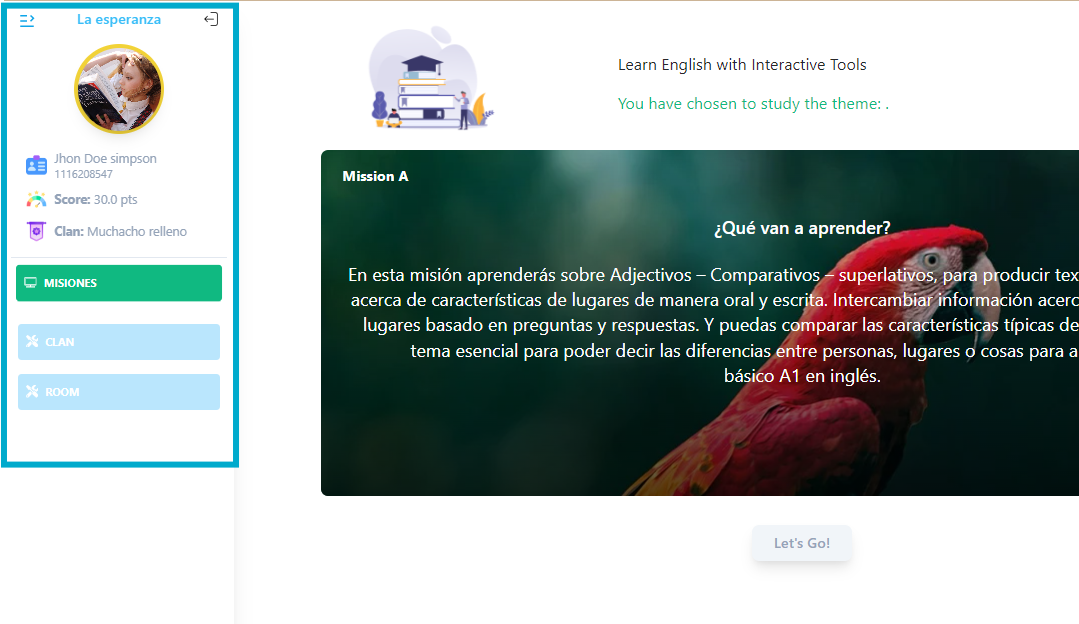 La esperanza
Jhon Doe simpson
1116208547
Score: 30.0 pts
Clan: Muchacho relleno
MISIONES
CLAN
ROOM
Learn English with Interactive Tools
You have chosen to study the theme: .
Mission A
¿Qué van a aprender?
En esta misión aprenderás sobre Adjectivos – Comparativos – superlativos, para producir tex
acerca de características de lugares de manera oral y escrita. Intercambiar información acerc
lugares basado en preguntas y respuestas. Y puedas comparar las características típicas de
tema esencial para poder decir las diferencias entre personas, lugares o cosas para a
básico A1 en inglés.
Let's Go!